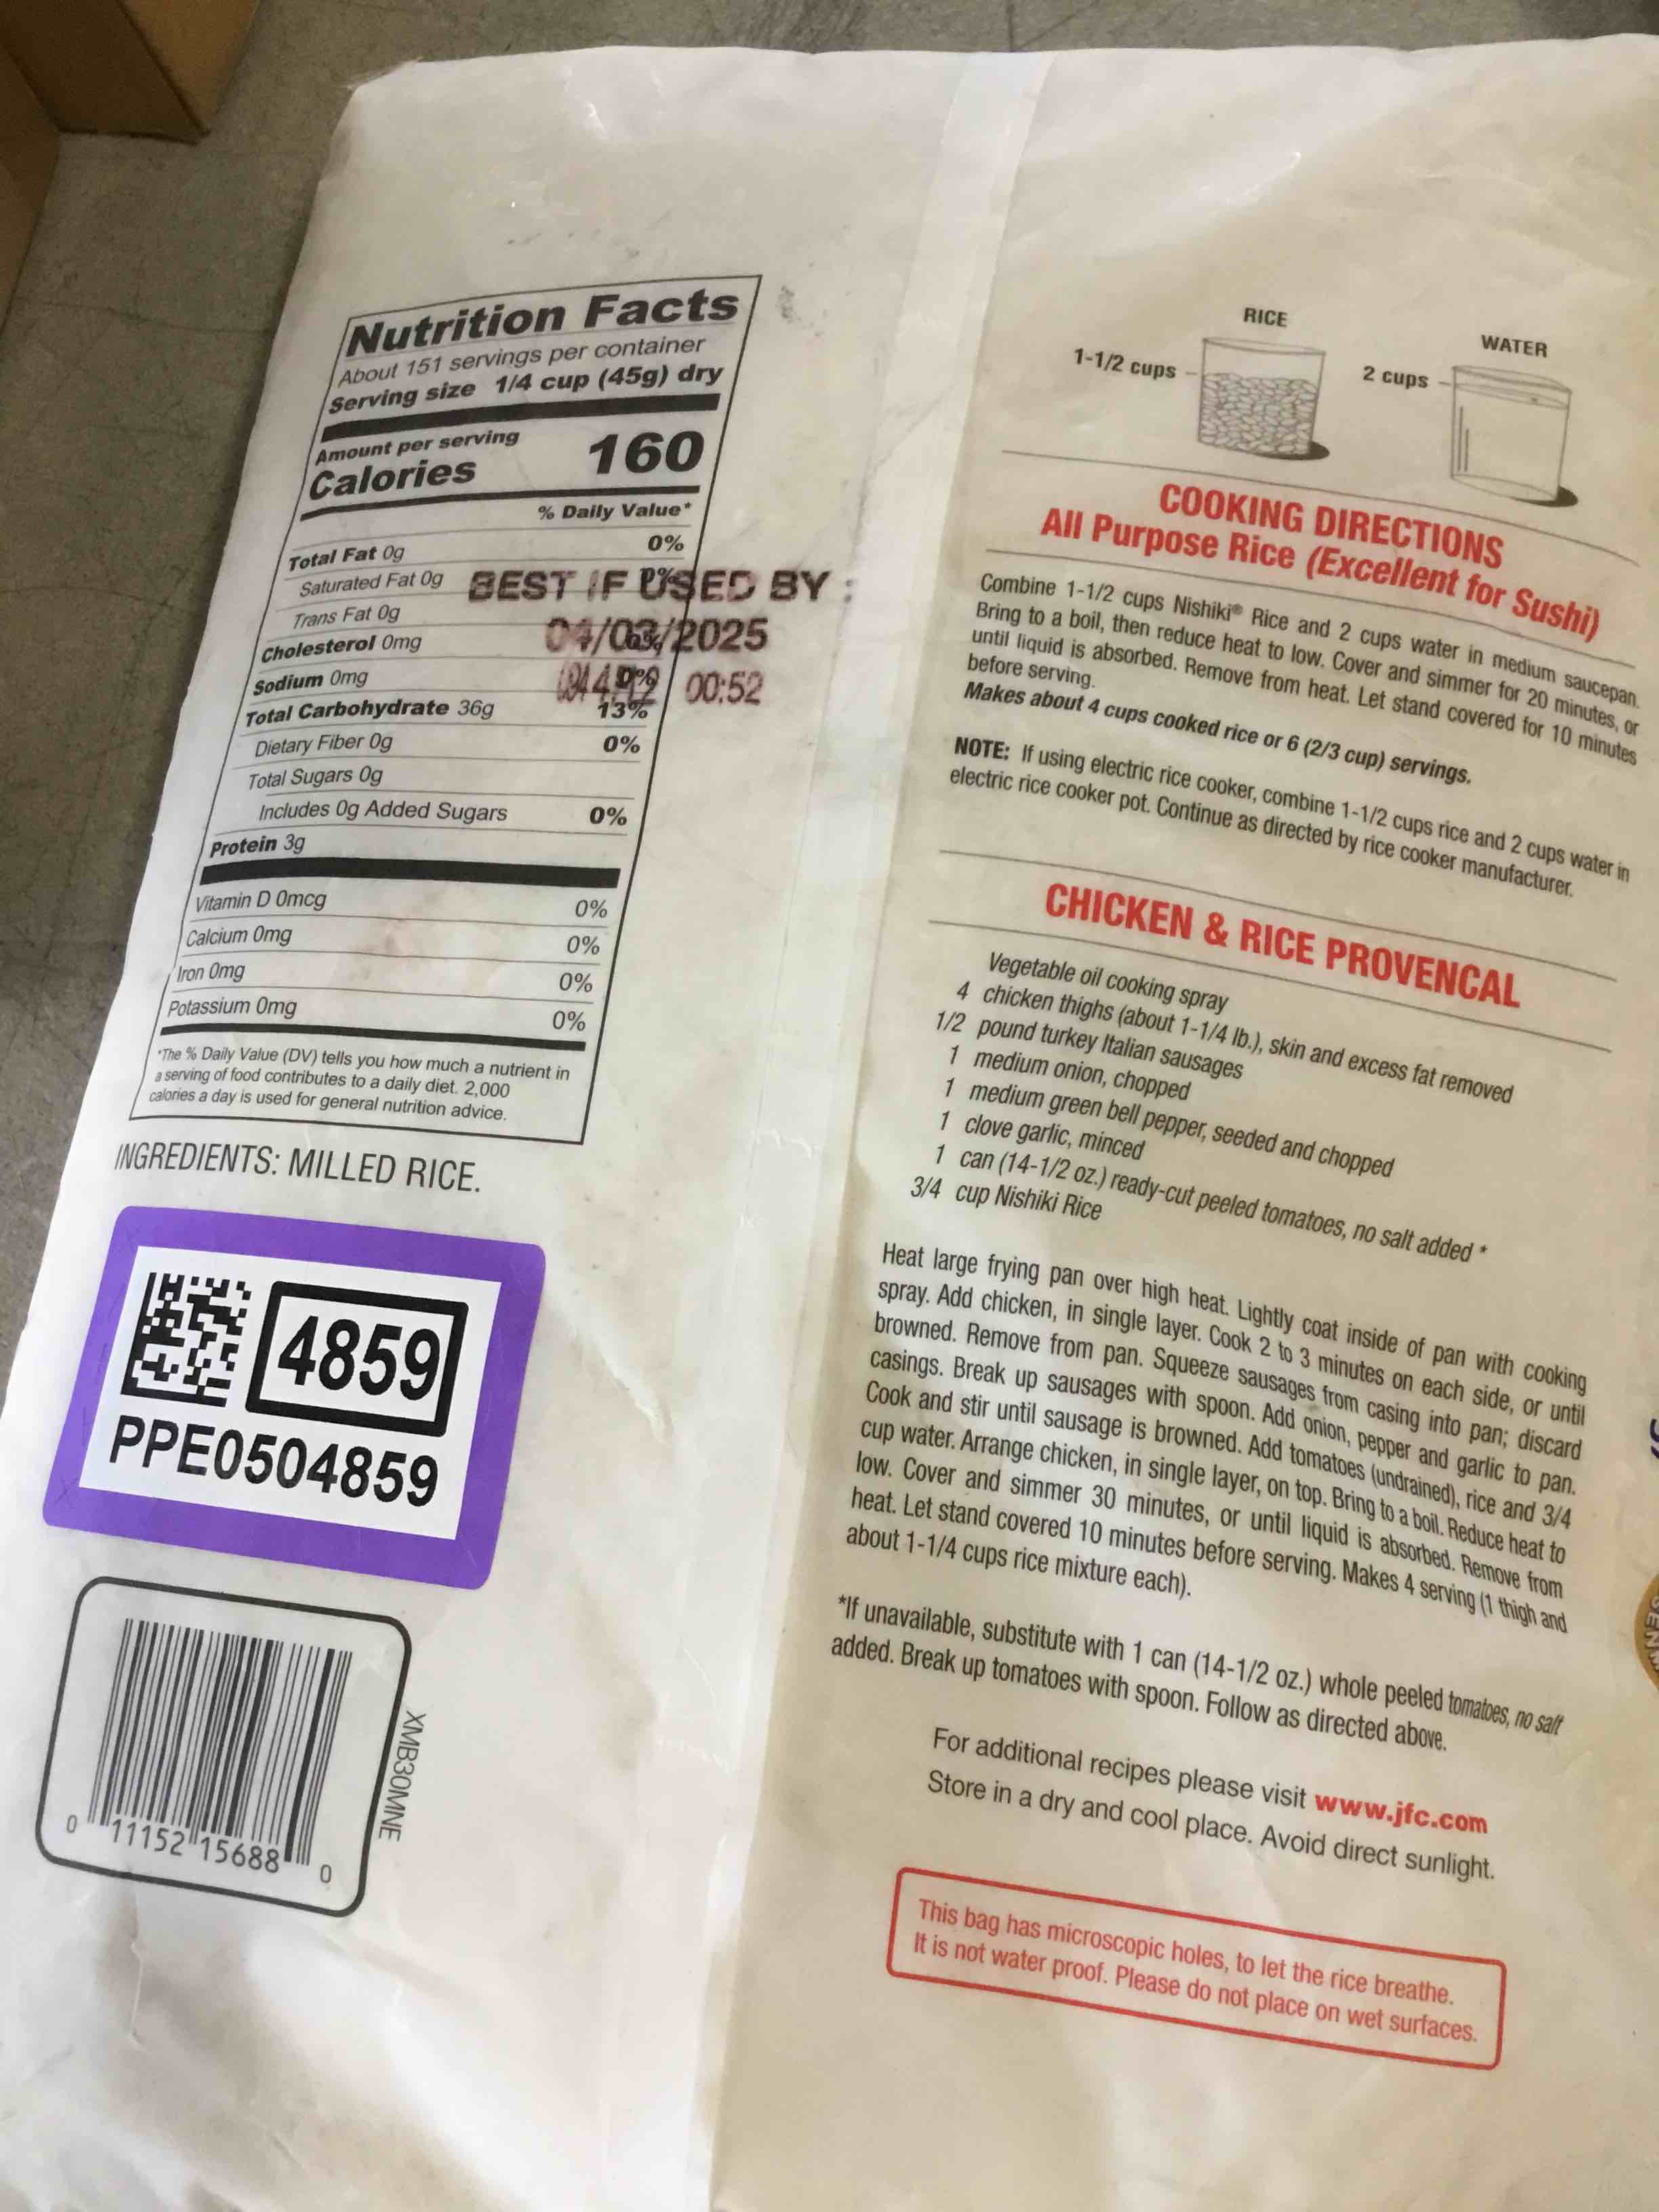 Nutrition Facts
About 151 servings per container
Serving size 1/4 cup (45g) dry
Amount per serving
Calories 160
% Daily Value*
Total Fat 0g 0%
Saturated Fat 0g 0%
Trans Fat 0g
Cholesterol 0mg 0%
Sodium 0mg 0%
Total Carbohydrate 36g 13%
Dietary Fiber 0g 0%
Total Sugars 0g
Includes 0g Added Sugars 0%
Protein 3g
Vitamin D 0mcg 0%
Calcium 0mg 0%
Iron 0mg 0%
Potassium 0mg 0%
*The % Daily Value (DV) tells you how much a nutrient in
a serving of food contributes to a daily diet. 2,000
calories a day is used for general nutrition advice.
BEST IF USED BY :
04/03/2025
00:52
INGREDIENTS: MILLED RICE.
4859
PPE0504859
0 11152 15688 0
XMB30MNE
RICE
1-1/2 cups
WATER
2 cups
COOKING DIRECTIONS
All Purpose Rice (Excellent for Sushi)
Combine 1-1/2 cups Nishiki® Rice and 2 cups water in medium saucepan.
Bring to a boil, then reduce heat to low. Cover and simmer for 20 minutes, or
until liquid is absorbed. Remove from heat. Let stand covered for 10 minutes
before serving.
Makes about 4 cups cooked rice or 6 (2/3 cup) servings.
NOTE: If using electric rice cooker, combine 1-1/2 cups rice and 2 cups water in
electric rice cooker pot. Continue as directed by rice cooker manufacturer.
CHICKEN & RICE PROVENCAL
Vegetable oil cooking spray
4 chicken thighs (about 1-1/4 lb.), skin and excess fat removed
1/2 pound turkey Italian sausages
1 medium onion, chopped
1 medium green bell pepper, seeded and chopped
1 clove garlic, minced
1 can (14-1/2 oz.) ready-cut peeled tomatoes, no salt added *
3/4 cup Nishiki Rice
Heat large frying pan over high heat. Lightly coat inside of pan with cooking
spray. Add chicken, in single layer. Cook 2 to 3 minutes on each side, or until
browned. Remove from pan. Squeeze sausages from casing into pan; discard
casings. Break up sausages with spoon. Add onion, pepper and garlic to pan.
Cook and stir until sausage is browned. Add tomatoes (undrained), rice and 3/4
cup water. Arrange chicken, in single layer, on top. Bring to a boil. Reduce heat to
low. Cover and simmer 30 minutes, or until liquid is absorbed. Remove from
heat. Let stand covered 10 minutes before serving. Makes 4 serving (1 thigh and
about 1-1/4 cups rice mixture each).
*If unavailable, substitute with 1 can (14-1/2 oz.) whole peeled tomatoes, no salt
added. Break up tomatoes with spoon. Follow as directed above.
For additional recipes please visit www.jfc.com
Store in a dry and cool place. Avoid direct sunlight.
This bag has microscopic holes, to let the rice breathe.
It is not water proof. Please do not place on wet surfaces.